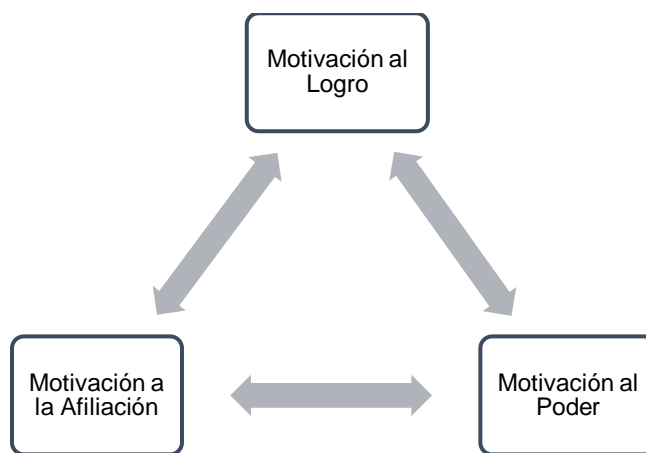 Motivación al
Logro
Motivación a
la Afiliación
Motivación al
Poder